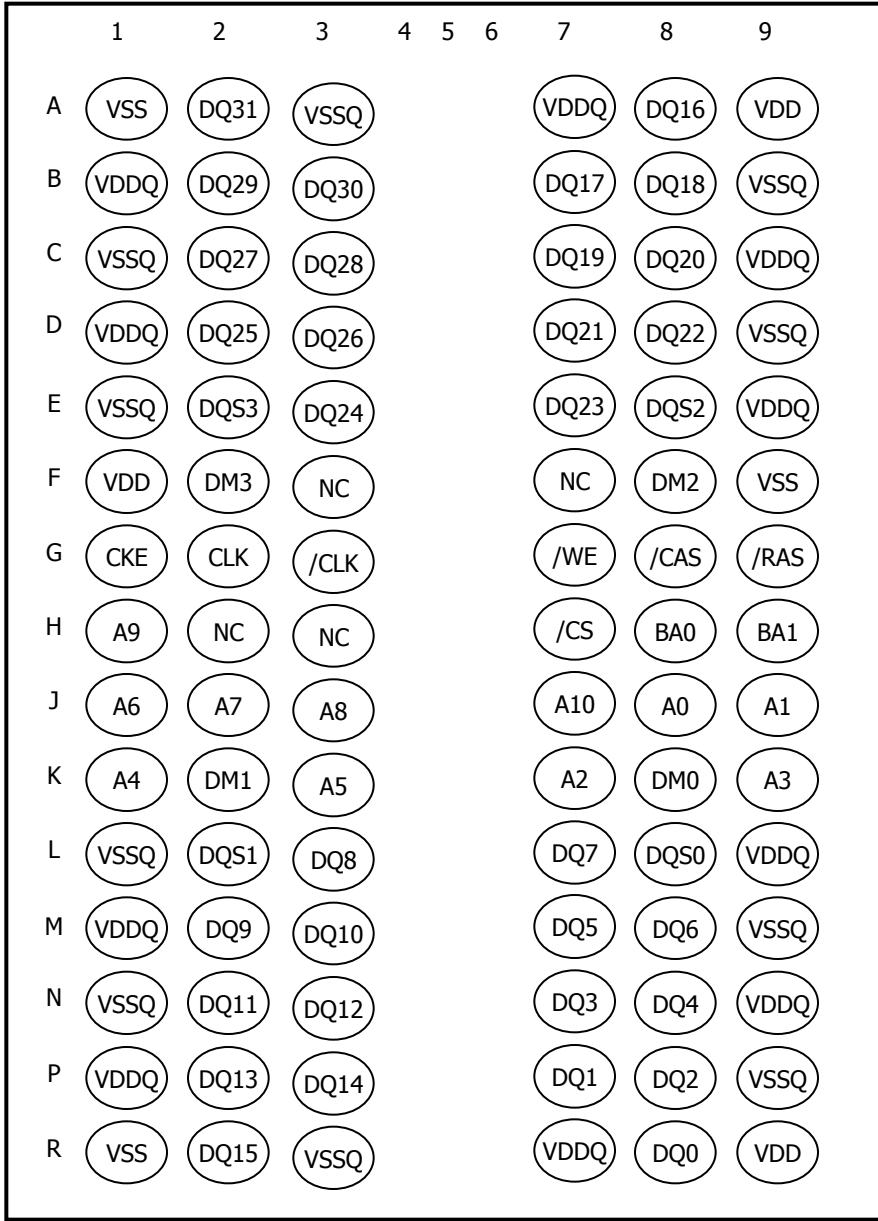 1 2 3 4 5 6 7 8 9
A VSS DQ31 VSSQ VDDQ DQ16 VDD
B VDDQ DQ29 DQ30 DQ17 DQ18 VSSQ
C VSSQ DQ27 DQ28 DQ19 DQ20 VDDQ
D VDDQ DQ25 DQ26 DQ21 DQ22 VSSQ
E VSSQ DQS3 DQ24 DQ23 DQS2 VDDQ
F VDD DM3 NC NC DM2 VSS
G CKE CLK /CLK /WE /CAS /RAS
H A9 NC NC /CS BA0 BA1
J A6 A7 A8 A10 A0 A1
K A4 DM1 A5 A2 DM0 A3
L VSSQ DQS1 DQ8 DQ7 DQS0 VDDQ
M VDDQ DQ9 DQ10 DQ5 DQ6 VSSQ
N VSSQ DQ11 DQ12 DQ3 DQ4 VDDQ
P VDDQ DQ13 DQ14 DQ1 DQ2 VSSQ
R VSS DQ15 VSSQ VDDQ DQ0 VDD